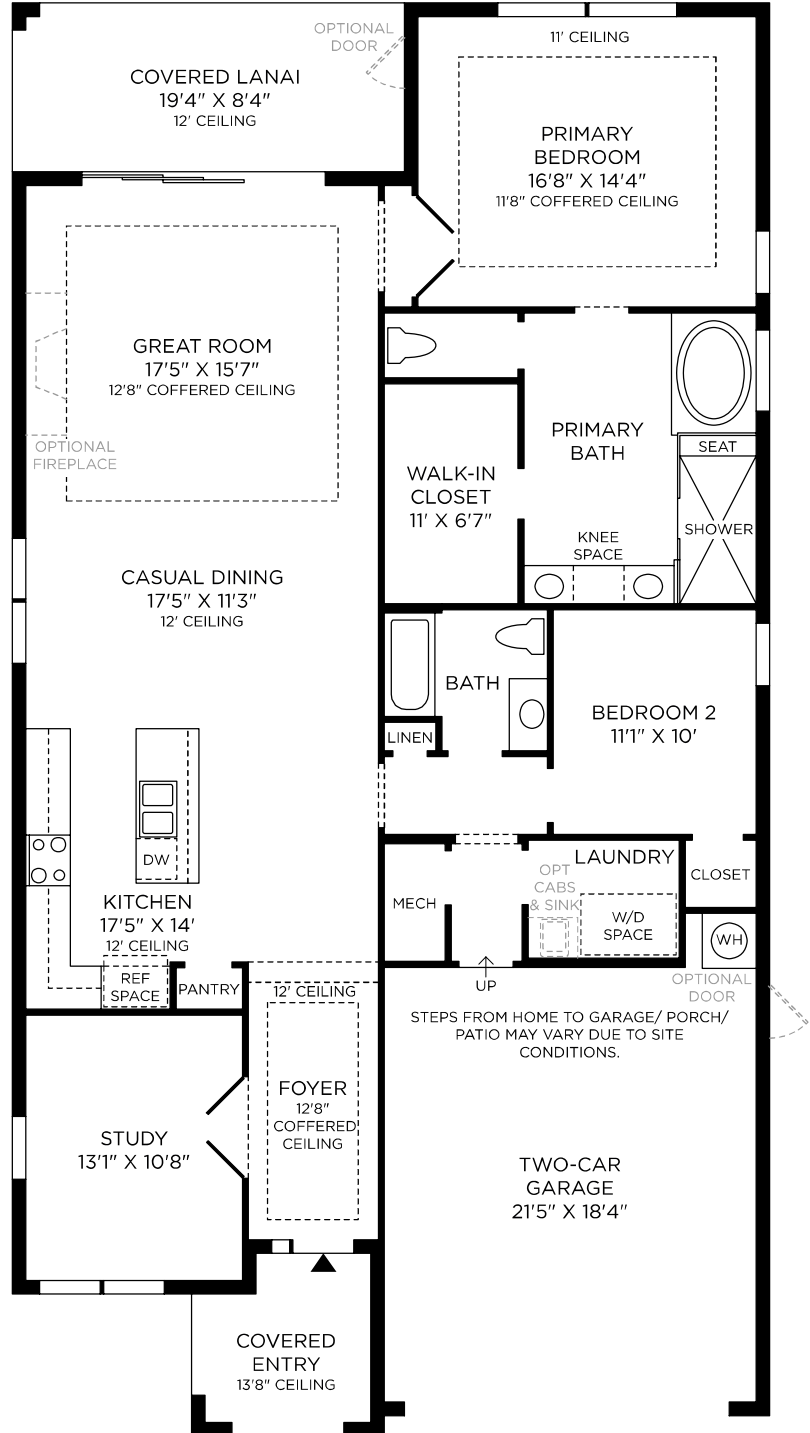 OPTIONAL
DOOR
11' CEILING
COVERED LANAI
19'4" X 8'4"
12' CEILING
PRIMARY
BEDROOM
16'8" X 14'4"
11'8" COFFERED CEILING
GREAT ROOM
17'5" X 15'7"
12'8" COFFERED CEILING
OPTIONAL
FIREPLACE
PRIMARY
BATH
SEAT
WALK-IN
CLOSET
11' X 6'7"
SHOWER
KNEE
SPACE
CASUAL DINING
17'5" X 11'3"
12' CEILING
BATH
LINEN
BEDROOM 2
11'1" X 10'
DW
KITCHEN
17'5" X 14'
12' CEILING
REF
SPACE
PANTRY
MECH
OPT
CABS
& SINK
LAUNDRY
W/D
SPACE
CLOSET
WH
UP
OPTIONAL
DOOR
12' CEILING
STEPS FROM HOME TO GARAGE/ PORCH/
PATIO MAY VARY DUE TO SITE
CONDITIONS.
FOYER
12'8"
COFFERED
CEILING
STUDY
13'1" X 10'8"
TWO-CAR
GARAGE
21'5" X 18'4"
COVERED
ENTRY
13'8" CEILING